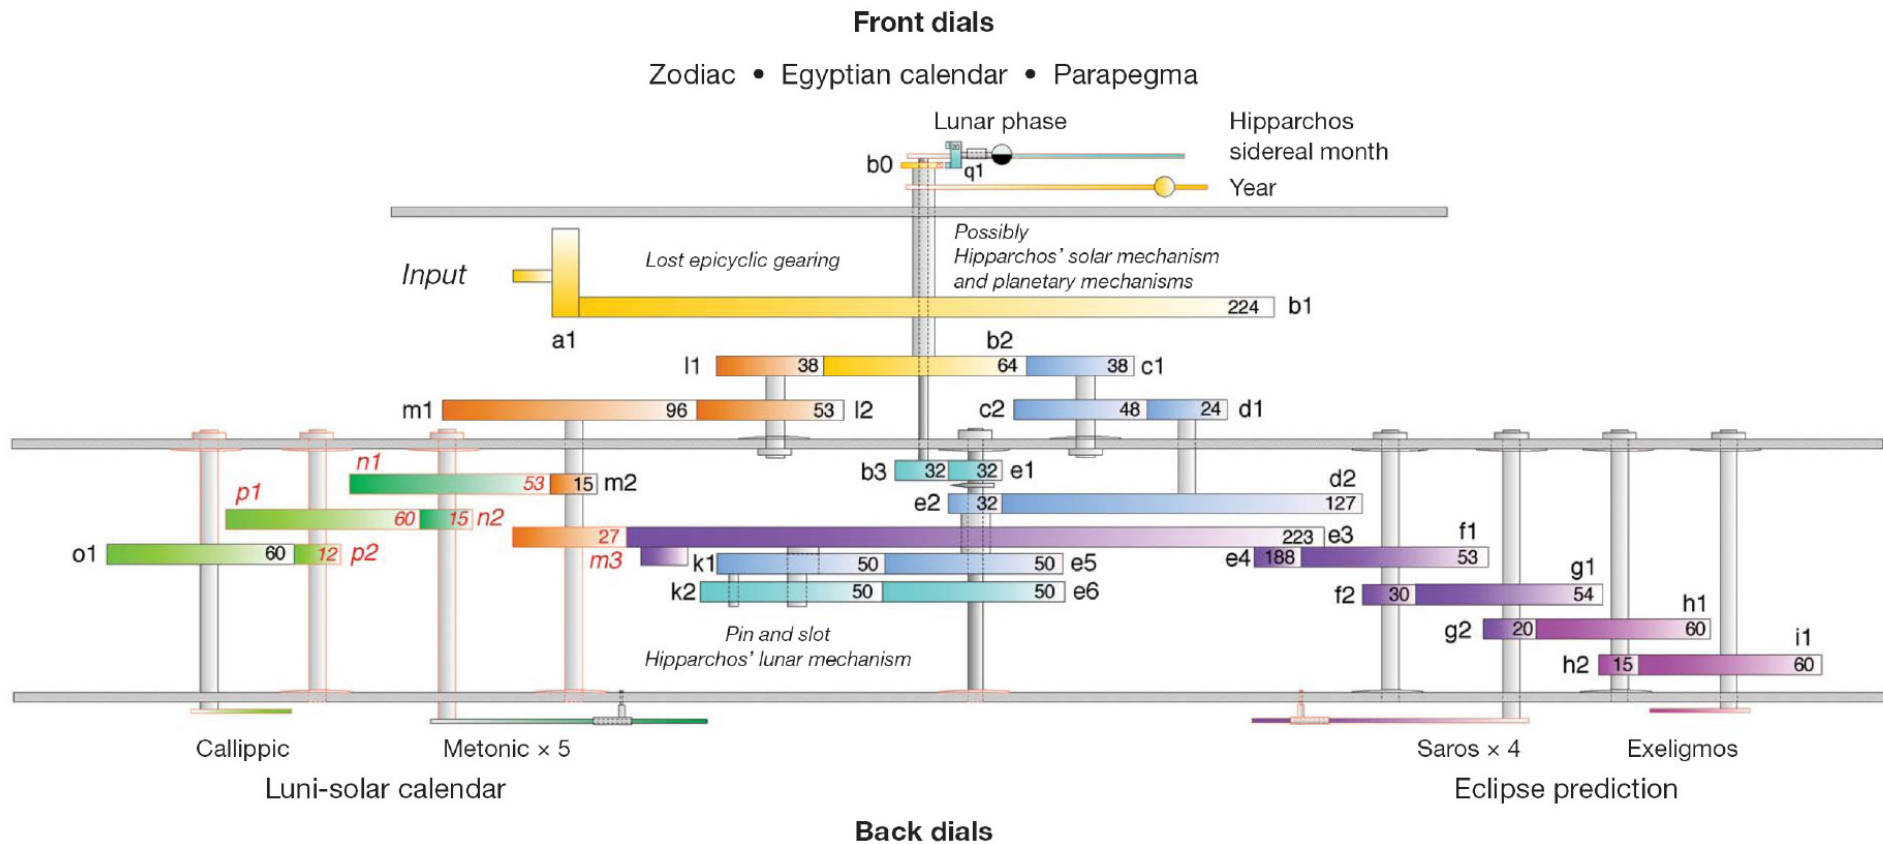 Front dials
Zodiac • Egyptian calendar • Parapegma
Lunar phase
Hipparchos
sidereal month
b0
20
q1
Year
Input
Lost epicyclic gearing
Possibly
Hipparchos’ solar mechanism
and planetary mechanisms
224
b1
a1
b2
l1
38
64
38
c1
m1
96
53
l2
c2
48
24
d1
n1
53
15
m2
b3
32
32
e1
d2
p1
60
15
n2
e2
32
127
27
223
e3
f1
o1
60
12
p2
m3
k1
50
50
e5
e4
188
53
g1
k2
50
50
e6
f2
30
54
h1
Pin and slot
Hipparchos’ lunar mechanism
g2
20
60
i1
h2
15
60
Callippic
Metonic × 5
Saros × 4
Exeligmos
Luni-solar calendar
Eclipse prediction
Back dials